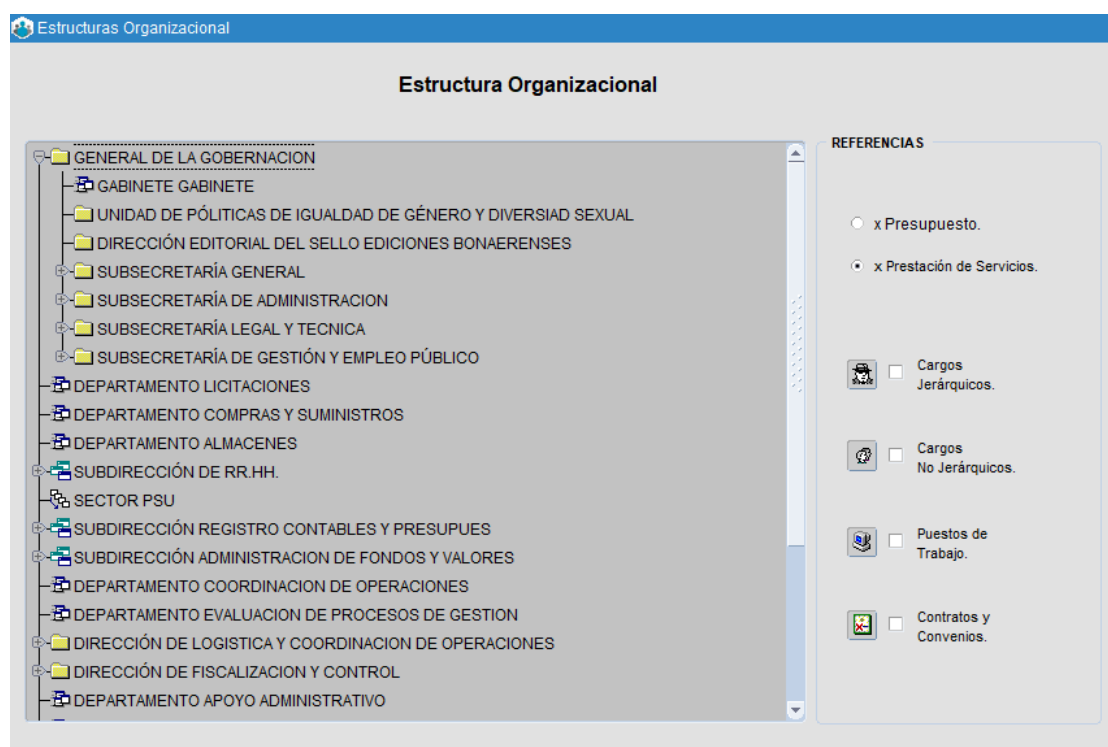 Estructuras Organizacional
Estructura Organizacional
GENERAL DE LA GOBERNACION
GABINETE GABINETE
UNIDAD DE PÓLITICAS DE IGUALDAD DE GÉNERO Y DIVERSIAD SEXUAL
DIRECCIÓN EDITORIAL DEL SELLO EDICIONES BONAERENSES
SUBSECRETARÍA GENERAL
SUBSECRETARÍA DE ADMINISTRACION
SUBSECRETARÍA LEGAL Y TECNICA
SUBSECRETARÍA DE GESTIÓN Y EMPLEO PÚBLICO
DEPARTAMENTO LICITACIONES
DEPARTAMENTO COMPRAS Y SUMINISTROS
DEPARTAMENTO ALMACENES
SUBDIRECCIÓN DE RR.HH.
SECTOR PSU
SUBDIRECCIÓN REGISTRO CONTABLES Y PRESUPUES
SUBDIRECCIÓN ADMINISTRACION DE FONDOS Y VALORES
DEPARTAMENTO COORDINACION DE OPERACIONES
DEPARTAMENTO EVALUACION DE PROCESOS DE GESTION
DIRECCIÓN DE LOGISTICA Y COORDINACION DE OPERACIONES
DIRECCIÓN DE FISCALIZACION Y CONTROL
DEPARTAMENTO APOYO ADMINISTRATIVO
REFERENCIAS
x Presupuesto.
x Prestación de Servicios.
Cargos
Jerárquicos.
Cargos
No Jerárquicos.
Puestos de
Trabajo.
Contratos y
Convenios.